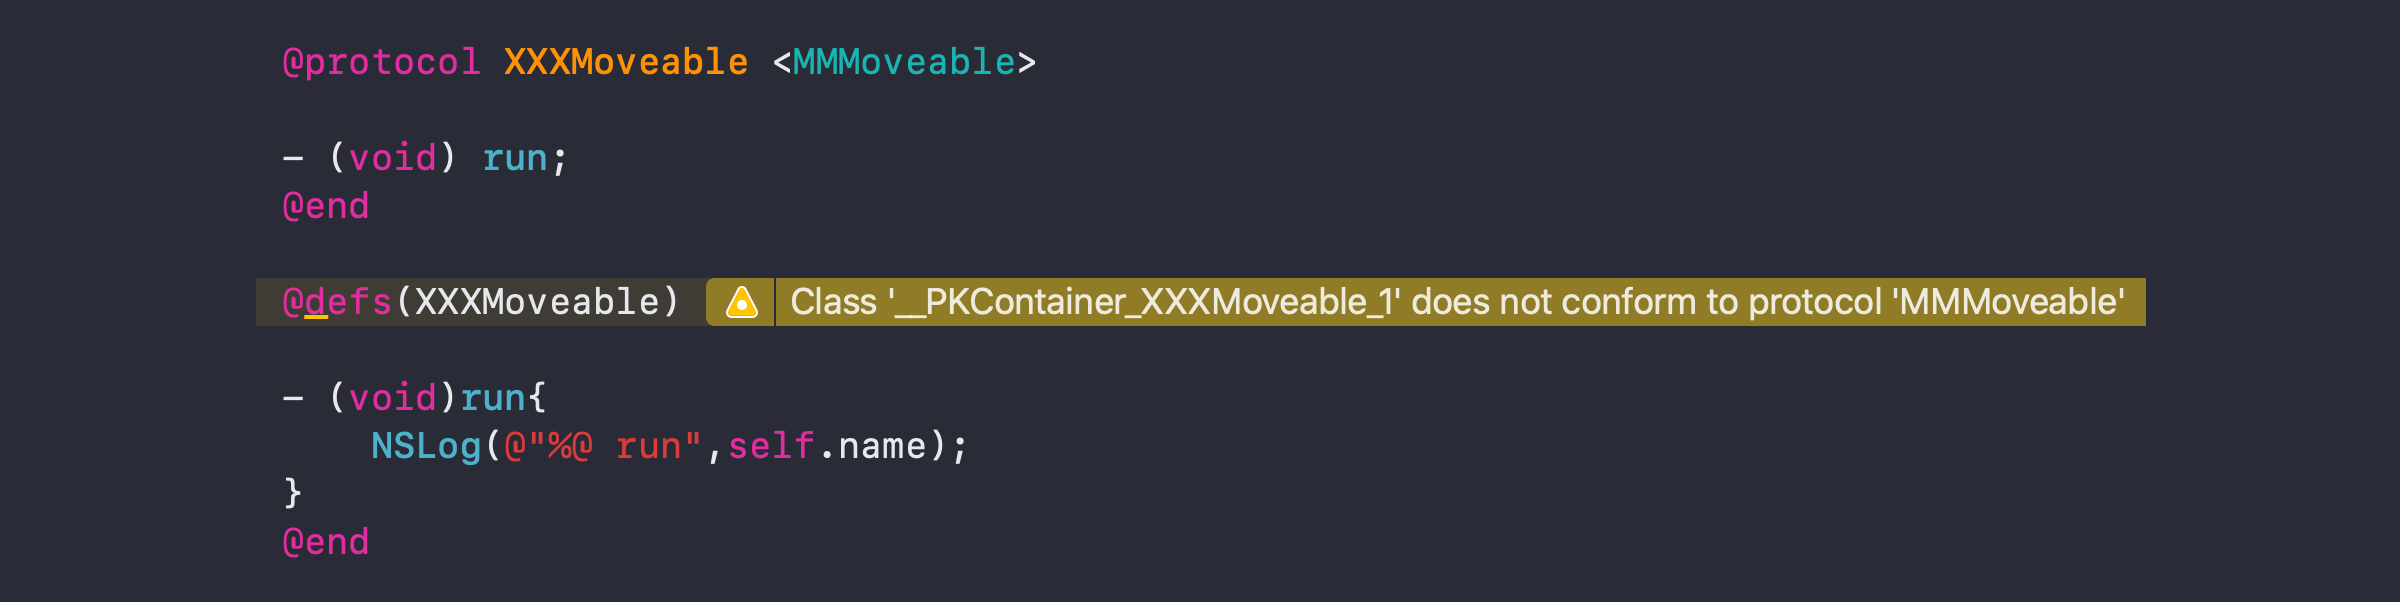 @protocol XXXMoveable <MMMoveable>
- (void) run;
@end
@defs(XXXMoveable) Class '__PKContainer_XXXMoveable_1' does not conform to protocol 'MMMoveable'
- (void)run{
    NSLog(@"%@ run",self.name);
}
@end